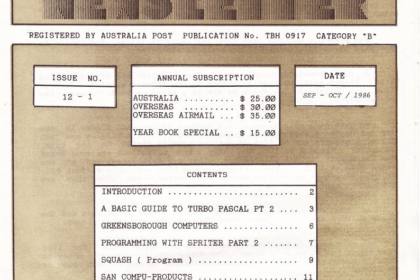 NEWSLETTER
REGISTERED BY AUSTRALIA POST PUBLICATION No. TBH 0917 CATEGORY "B"
ISSUE NO.
12 - 1
ANNUAL SUBSCRIPTION
AUSTRALIA .......... $ 25.00
OVERSEAS .......... $ 30.00
OVERSEAS AIRMAIL ... $ 35.00
YEAR BOOK SPECIAL .. $ 15.00
DATE
SEP - OCT / 1986
CONTENTS
INTRODUCTION .......................... 2
A BASIC GUIDE TO TURBO PASCAL PT 2 .... 3
GREENSBOROUGH COMPUTERS ............... 6
PROGRAMMING WITH SPRITER PART 2 ....... 7
SQUASH ( Program ) .................... 9
SAN COMPU-PRODUCTS .................... 11